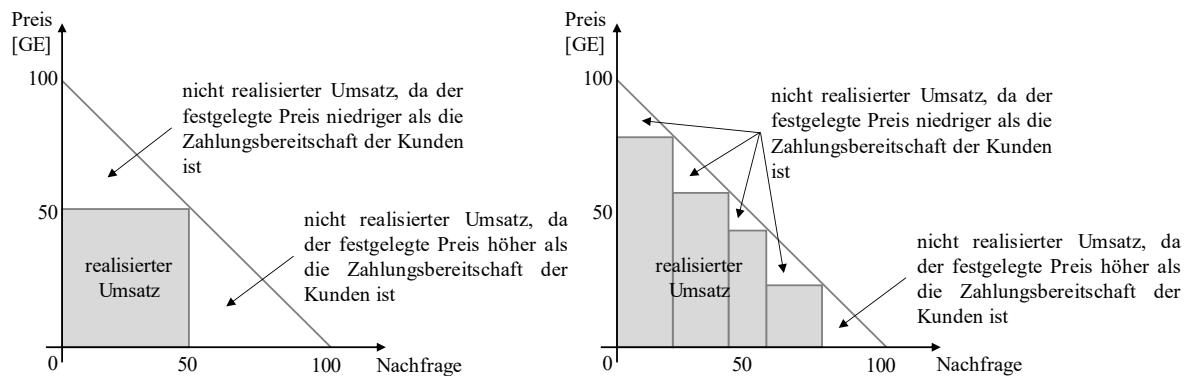 Preis
[GE]
100
nicht realisierter Umsatz, da der
festgelegte Preis niedriger als die
Zahlungsbereitschaft der Kunden
ist
50
nicht realisierter Umsatz, da
der festgelegte Preis höher als
die Zahlungsbereitschaft der
Kunden ist
realisierter
Umsatz
0
50
100
Nachfrage
Preis
[GE]
100
nicht realisierter Umsatz, da der
festgelegte Preis niedriger als die
Zahlungsbereitschaft der Kunden
ist
50
nicht realisierter Umsatz, da
der festgelegte Preis höher als
die Zahlungsbereitschaft der
Kunden ist
realisierter
Umsatz
0
50
100
Nachfrage